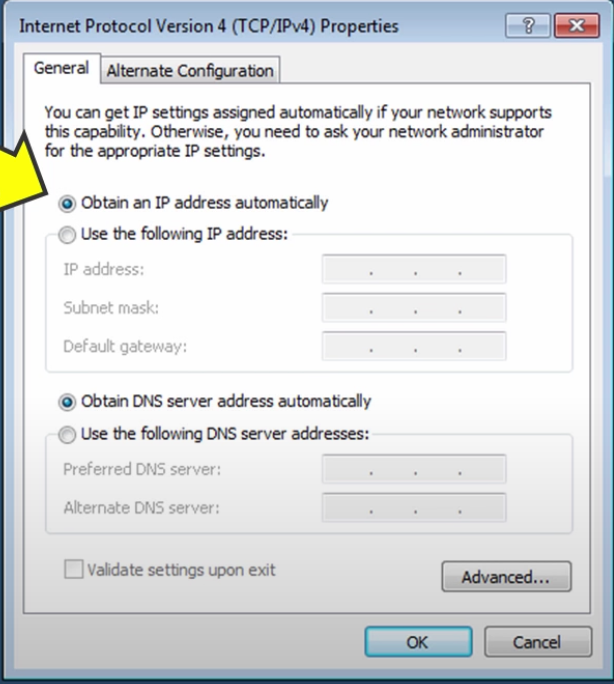 Internet Protocol Version 4 (TCP/IPv4) Properties
General
Alternate Configuration
You can get IP settings assigned automatically if your network supports
this capability. Otherwise, you need to ask your network administrator
for the appropriate IP settings.
Obtain an IP address automatically
Use the following IP address:
IP address:
Subnet mask:
Default gateway:
Obtain DNS server address automatically
Use the following DNS server addresses:
Preferred DNS server:
Alternate DNS server:
Validate settings upon exit
Advanced...
OK
Cancel